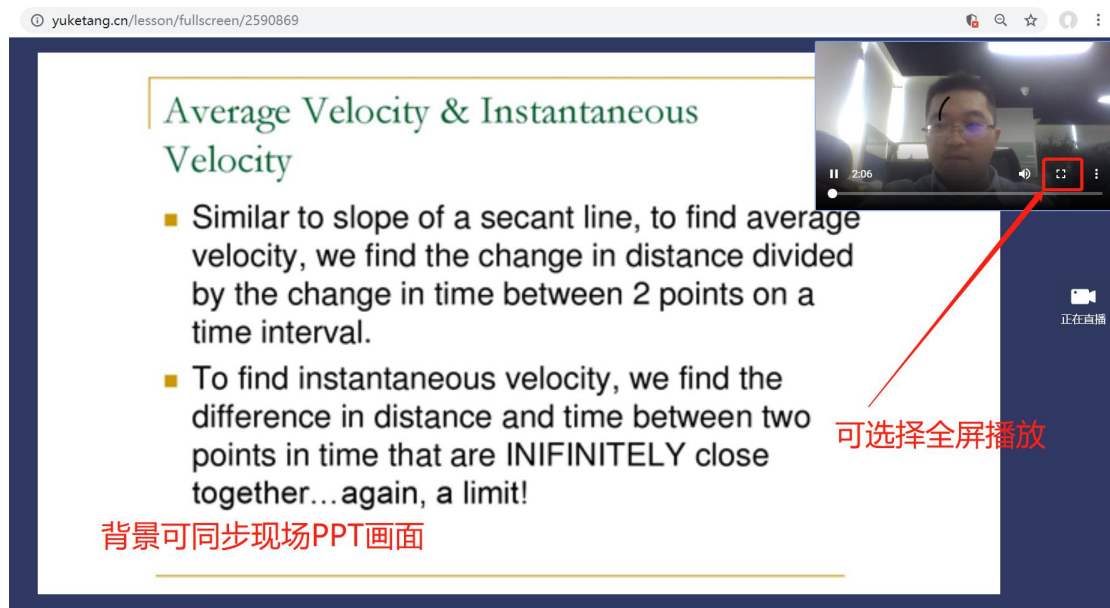 yuketang.cn/lesson/fullscreen/2590869
Average Velocity & Instantaneous
Velocity
Similar to slope of a secant line, to find average
velocity, we find the change in distance divided
by the change in time between 2 points on a
time interval.
To find instantaneous velocity, we find the
difference in distance and time between two
points in time that are INIFINITELY close
together…again, a limit!
2:06
正在直播
可选择全屏播放
背景可同步现场PPT画面